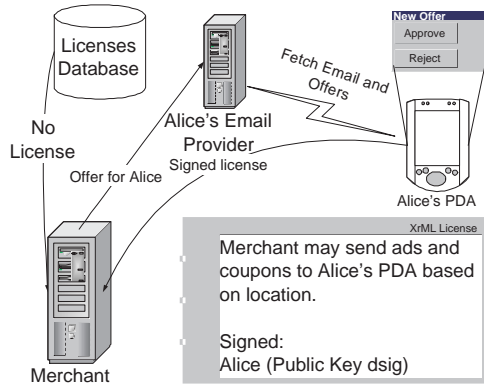 New Offer
Approve
Reject
Licenses
Database
Fetch Email and
Offers
Alice's Email
Provider
No
License
Signed license
Offer for Alice
Alice's PDA
XrML License
Merchant may send ads and
coupons to Alice's PDA based
on location.
Signed:
Alice (Public Key dsig)
Merchant